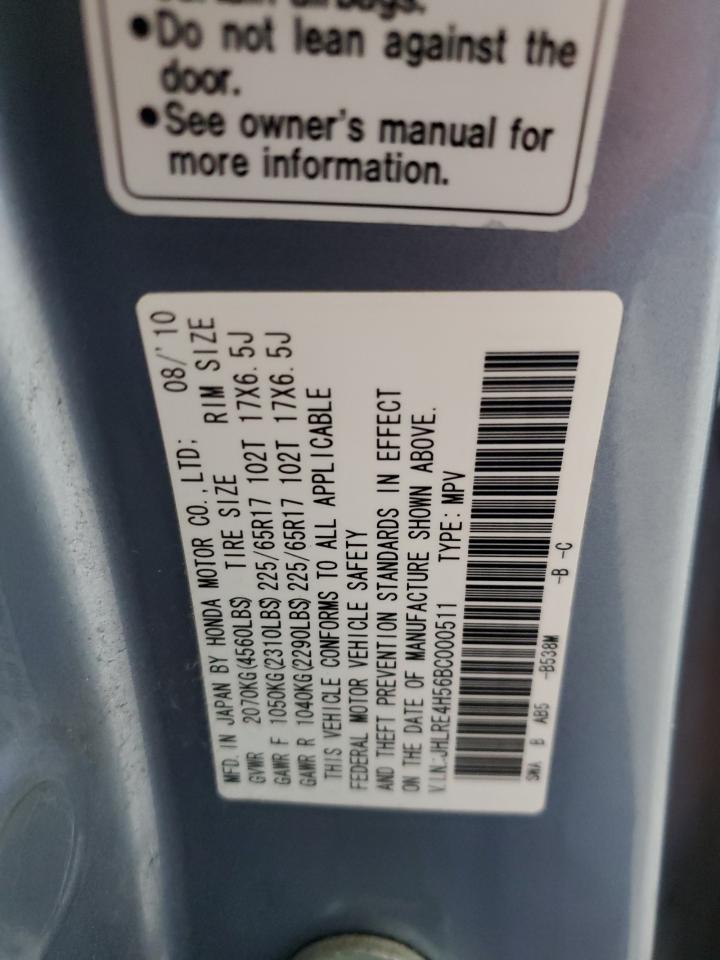 certain airbags.
•Do not lean against the
door.
•See owner's manual for
more information.
MFD. IN JAPAN BY HONDA MOTOR CO., LTD; 08/'10
GVWR 2070KG(4560LBS) TIRE SIZE RIM SIZE
GAWR F 1050KG(2310LBS) 225/65R17 102T 17X6.5J
GAWR R 1040KG(2290LBS) 225/65R17 102T 17X6.5J
THIS VEHICLE CONFORMS TO ALL APPLICABLE
FEDERAL MOTOR VEHICLE SAFETY
AND THEFT PREVENTION STANDARDS IN EFFECT
ON THE DATE OF MANUFACTURE SHOWN ABOVE.
V.I.N:JHLRE4H56BC000511 TYPE: MPV
SWA B AB5 -B538M -B -C